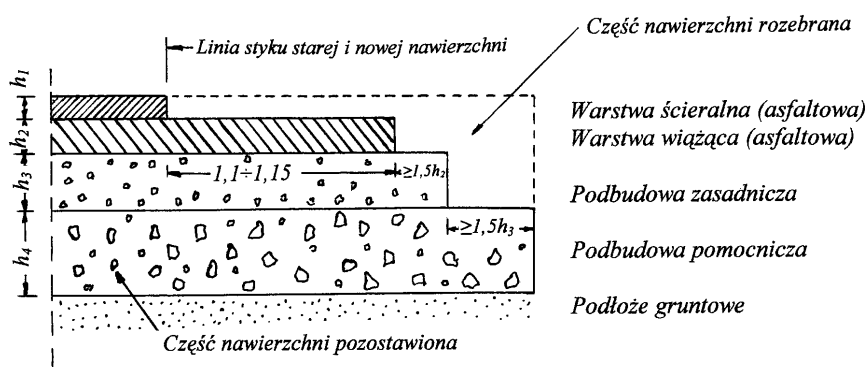 Część nawierzchni rozebrana
Linia styku starej i nowej nawierzchni
h₁
h₂
h₃
h₄
Warstwa ścieralna (asfaltowa)
Warstwa wiążąca (asfaltowa)
1,1÷1,15
≥1,5h₂
Podbudowa zasadnicza
≥1,5h₃
Podbudowa pomocnicza
Podłoże gruntowe
Część nawierzchni pozostawiona